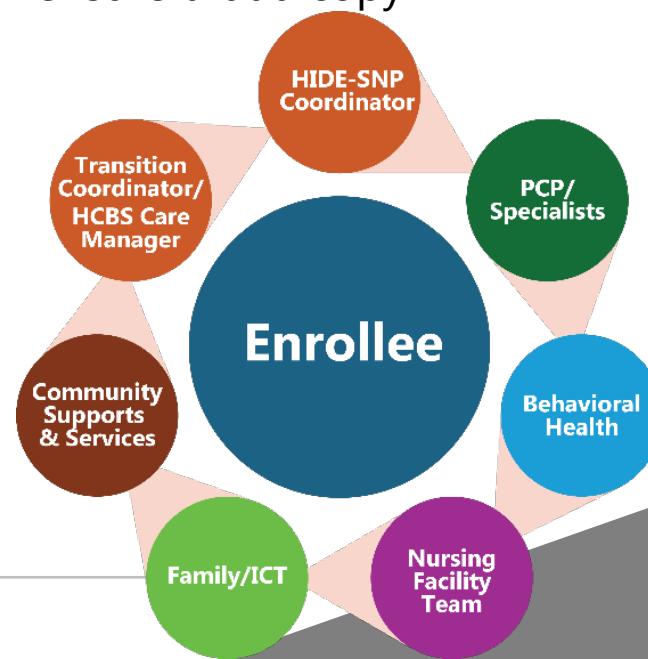 HIDE-SNP
Coordinator
PCP/
Specialists
Behavioral
Health
Nursing
Facility
Team
Family/ICT
Community
Supports
& Services
Transition
Coordinator/
HCBS Care
Manager
Enrollee